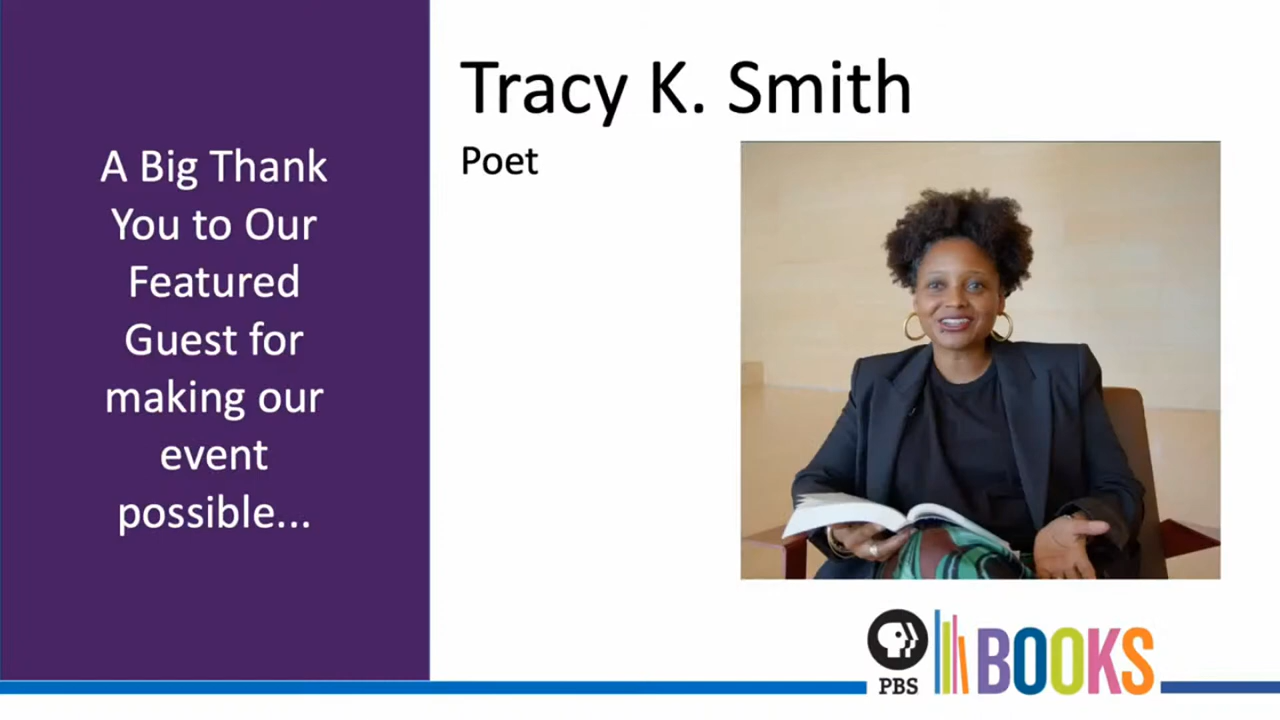 A Big Thank
You to Our
Featured
Guest for
making our
event
possible...
Tracy K. Smith
Poet
PBS
BOOKS